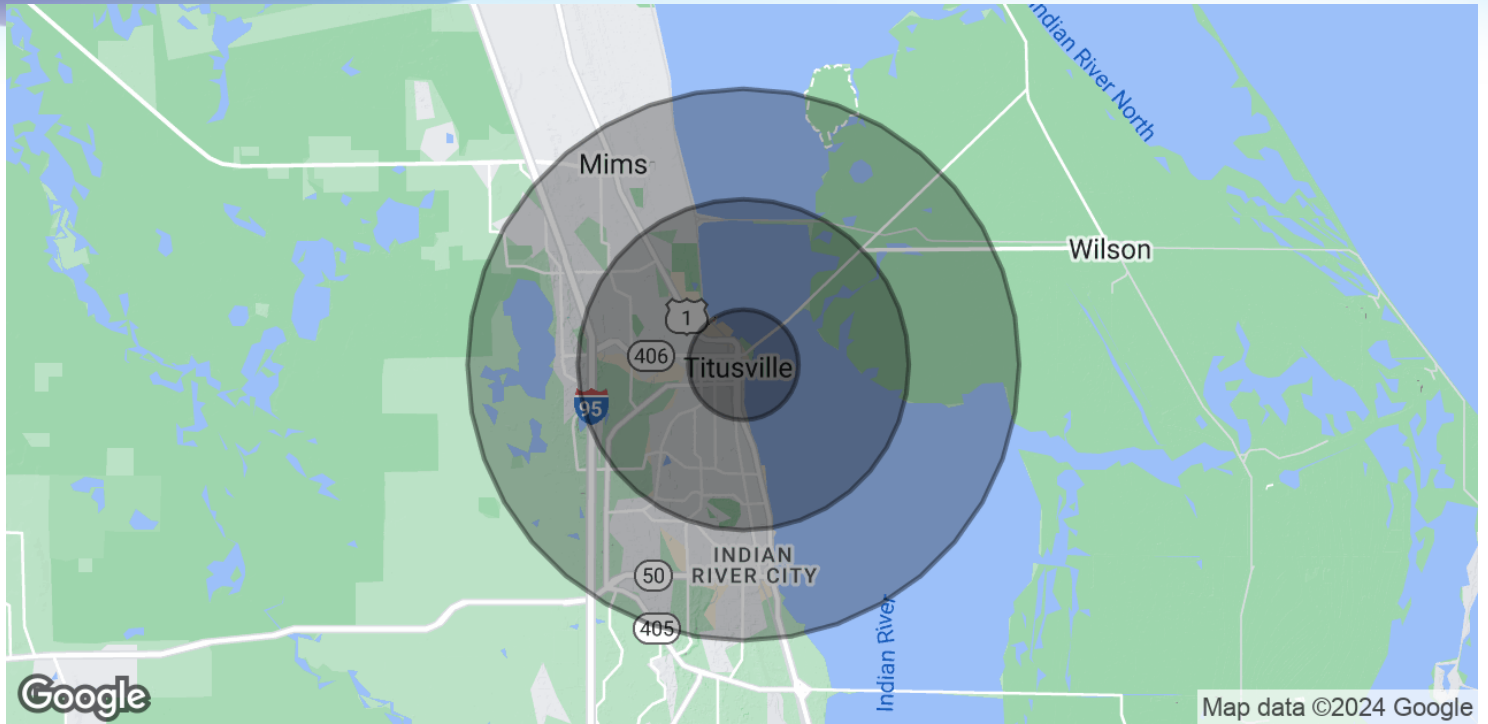 Indian River North
Mims
Wilson
1
406
Titusville
95
INDIAN
RIVER CITY
50
405
Indian River
Google
Map data ©2024 Google